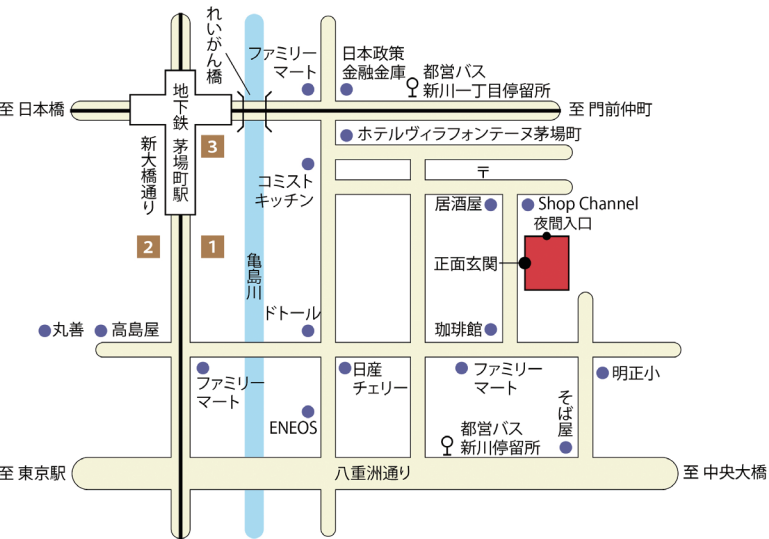 れいがん橋
ファミリー
マート
日本政策
金融金庫
都営バス
新川一丁目停留所
至 日本橋
地下鉄 茅場町駅
至 門前仲町
ホテルヴィラフォンテーヌ茅場町
新大橋通り
3
〒
コミスト
キッチン
居酒屋
Shop Channel
夜間入口
2
1
亀島川
正面玄関
ドトール
丸善
高島屋
珈琲館
ファミリー
マート
日産
チェリー
ファミリー
マート
明正小
そば屋
ENEOS
都営バス
新川停留所
至 東京駅
八重洲通り
至 中央大橋